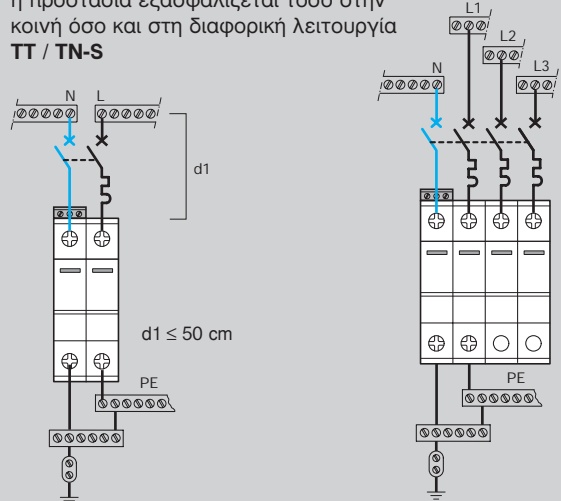 η προστασία εξασφαλίζεται τόσο στην
κοινή όσο και στη διαφορική λειτουργία
TT / TN-S
N L
d1
d1 ≤ 50 cm
PE
L1
L2
N
L3
PE